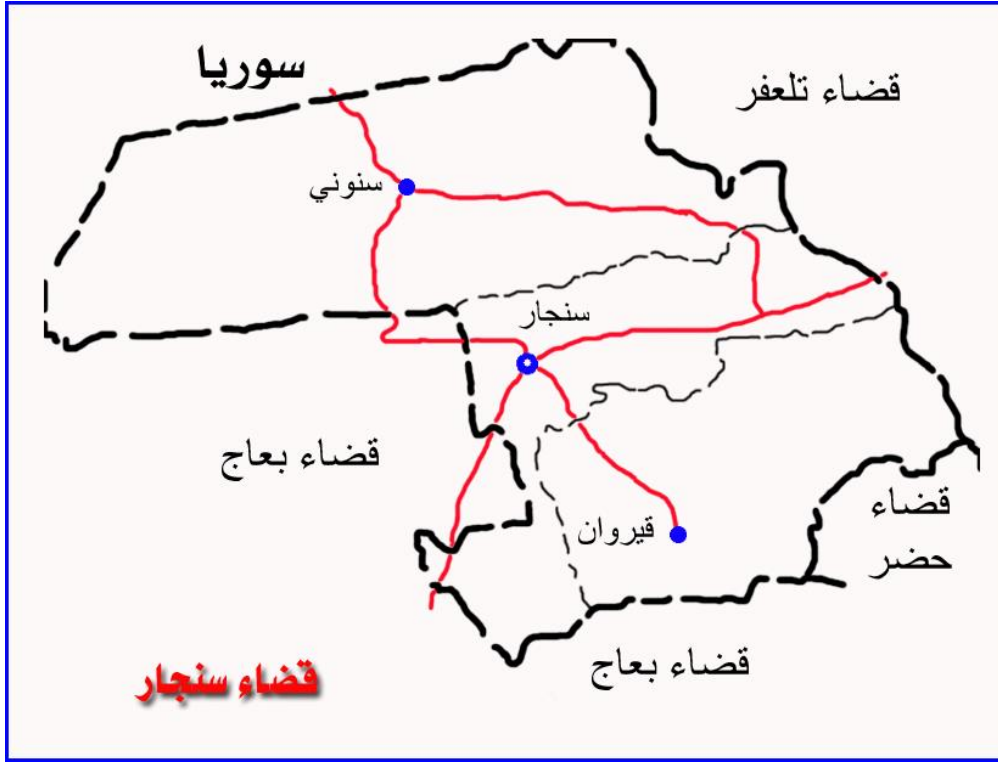 سوريا
قضاء تلعفر
سنوني
سنجار
قضاء بعاج
قضاء
حضر
قيروان
قضاء بعاج
قضاء سنجار